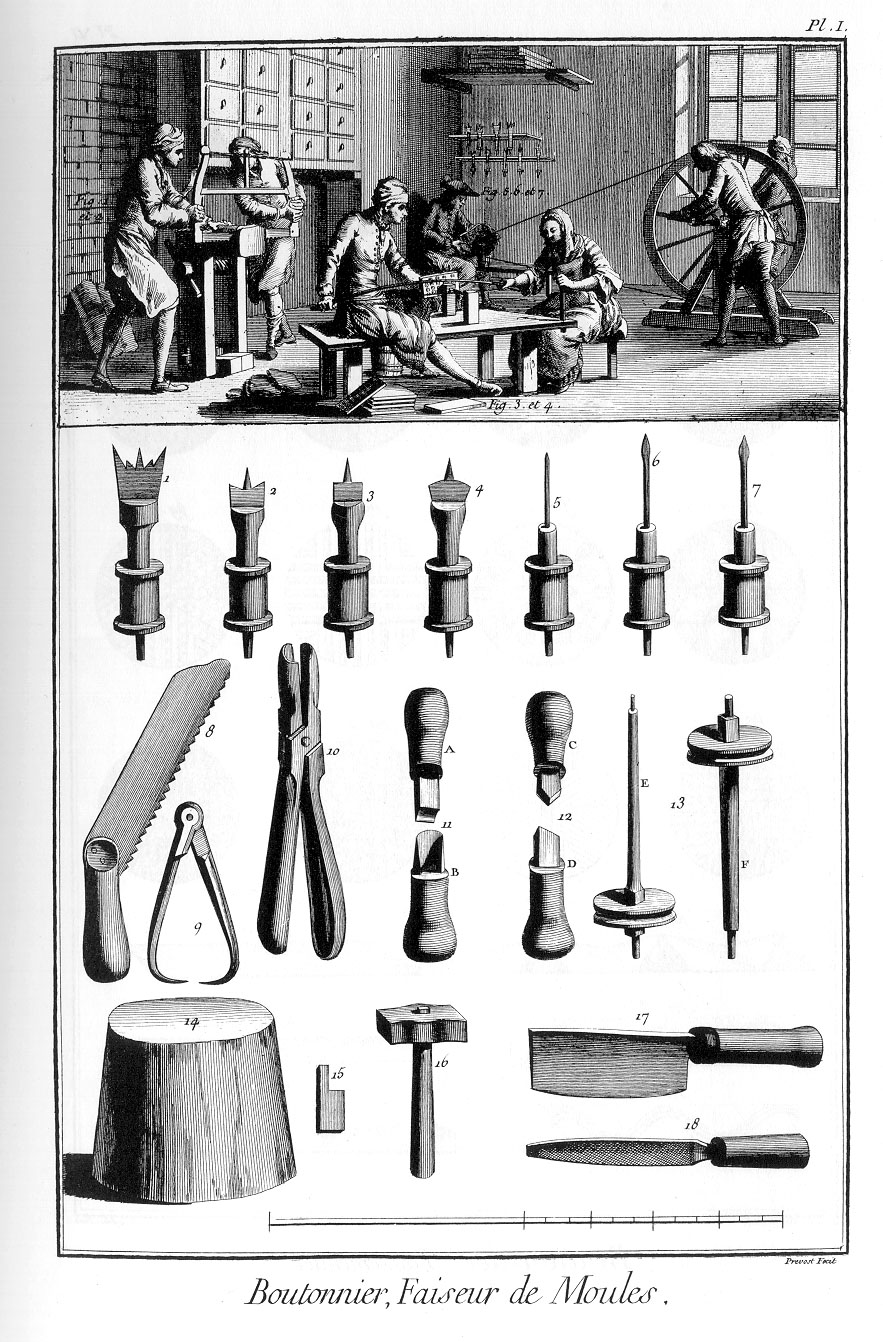 Pl. I.
Fig. 1
et 2
Fig. 5. 6. et 7.
Fig. 3. et 4.
1
2
3
4
5
6
7
8
9
10
A
B
11
C
D
12
E
13
F
14
15
16
17
18
Prevost Fecit
Boutonnier, Faiseur de Moules.